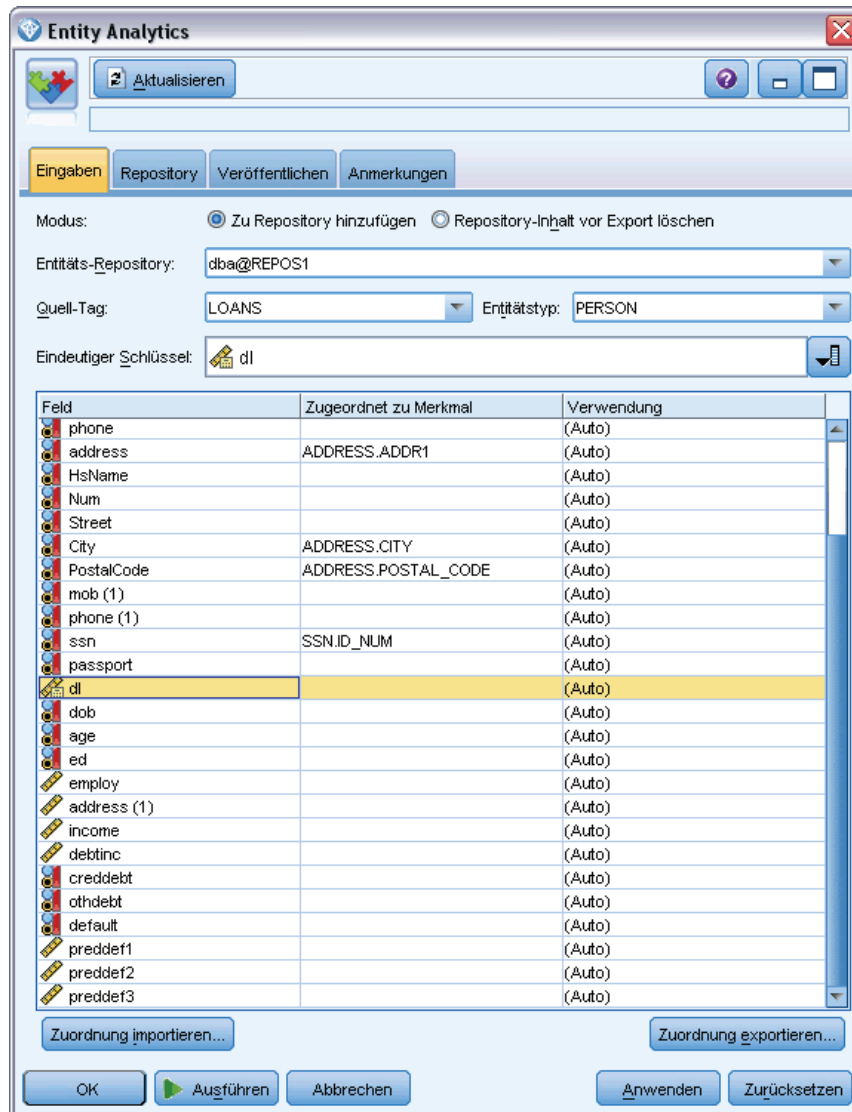 Entity Analytics
Aktualisieren
Eingaben Repository Veröffentlichen Anmerkungen
Modus: Zu Repository hinzufügen Repository-Inhalt vor Export löschen
Entitäts-Repository: dba@REPOS1
Quell-Tag: LOANS Entitätstyp: PERSON
Eindeutiger Schlüssel: dl
Feld Zugeordnet zu Merkmal Verwendung
phone (Auto)
address ADDRESS.ADDR1 (Auto)
HsName (Auto)
Num (Auto)
Street (Auto)
City ADDRESS.CITY (Auto)
PostalCode ADDRESS.POSTAL_CODE (Auto)
mob (1) (Auto)
phone (1) (Auto)
ssn SSN.ID_NUM (Auto)
passport (Auto)
dl (Auto)
dob (Auto)
age (Auto)
ed (Auto)
employ (Auto)
address (1) (Auto)
income (Auto)
debtinc (Auto)
creddebt (Auto)
othdebt (Auto)
default (Auto)
preddef1 (Auto)
preddef2 (Auto)
preddef3 (Auto)
Zuordnung importieren... Zuordnung exportieren...
OK Ausführen Abbrechen Anwenden Zurücksetzen